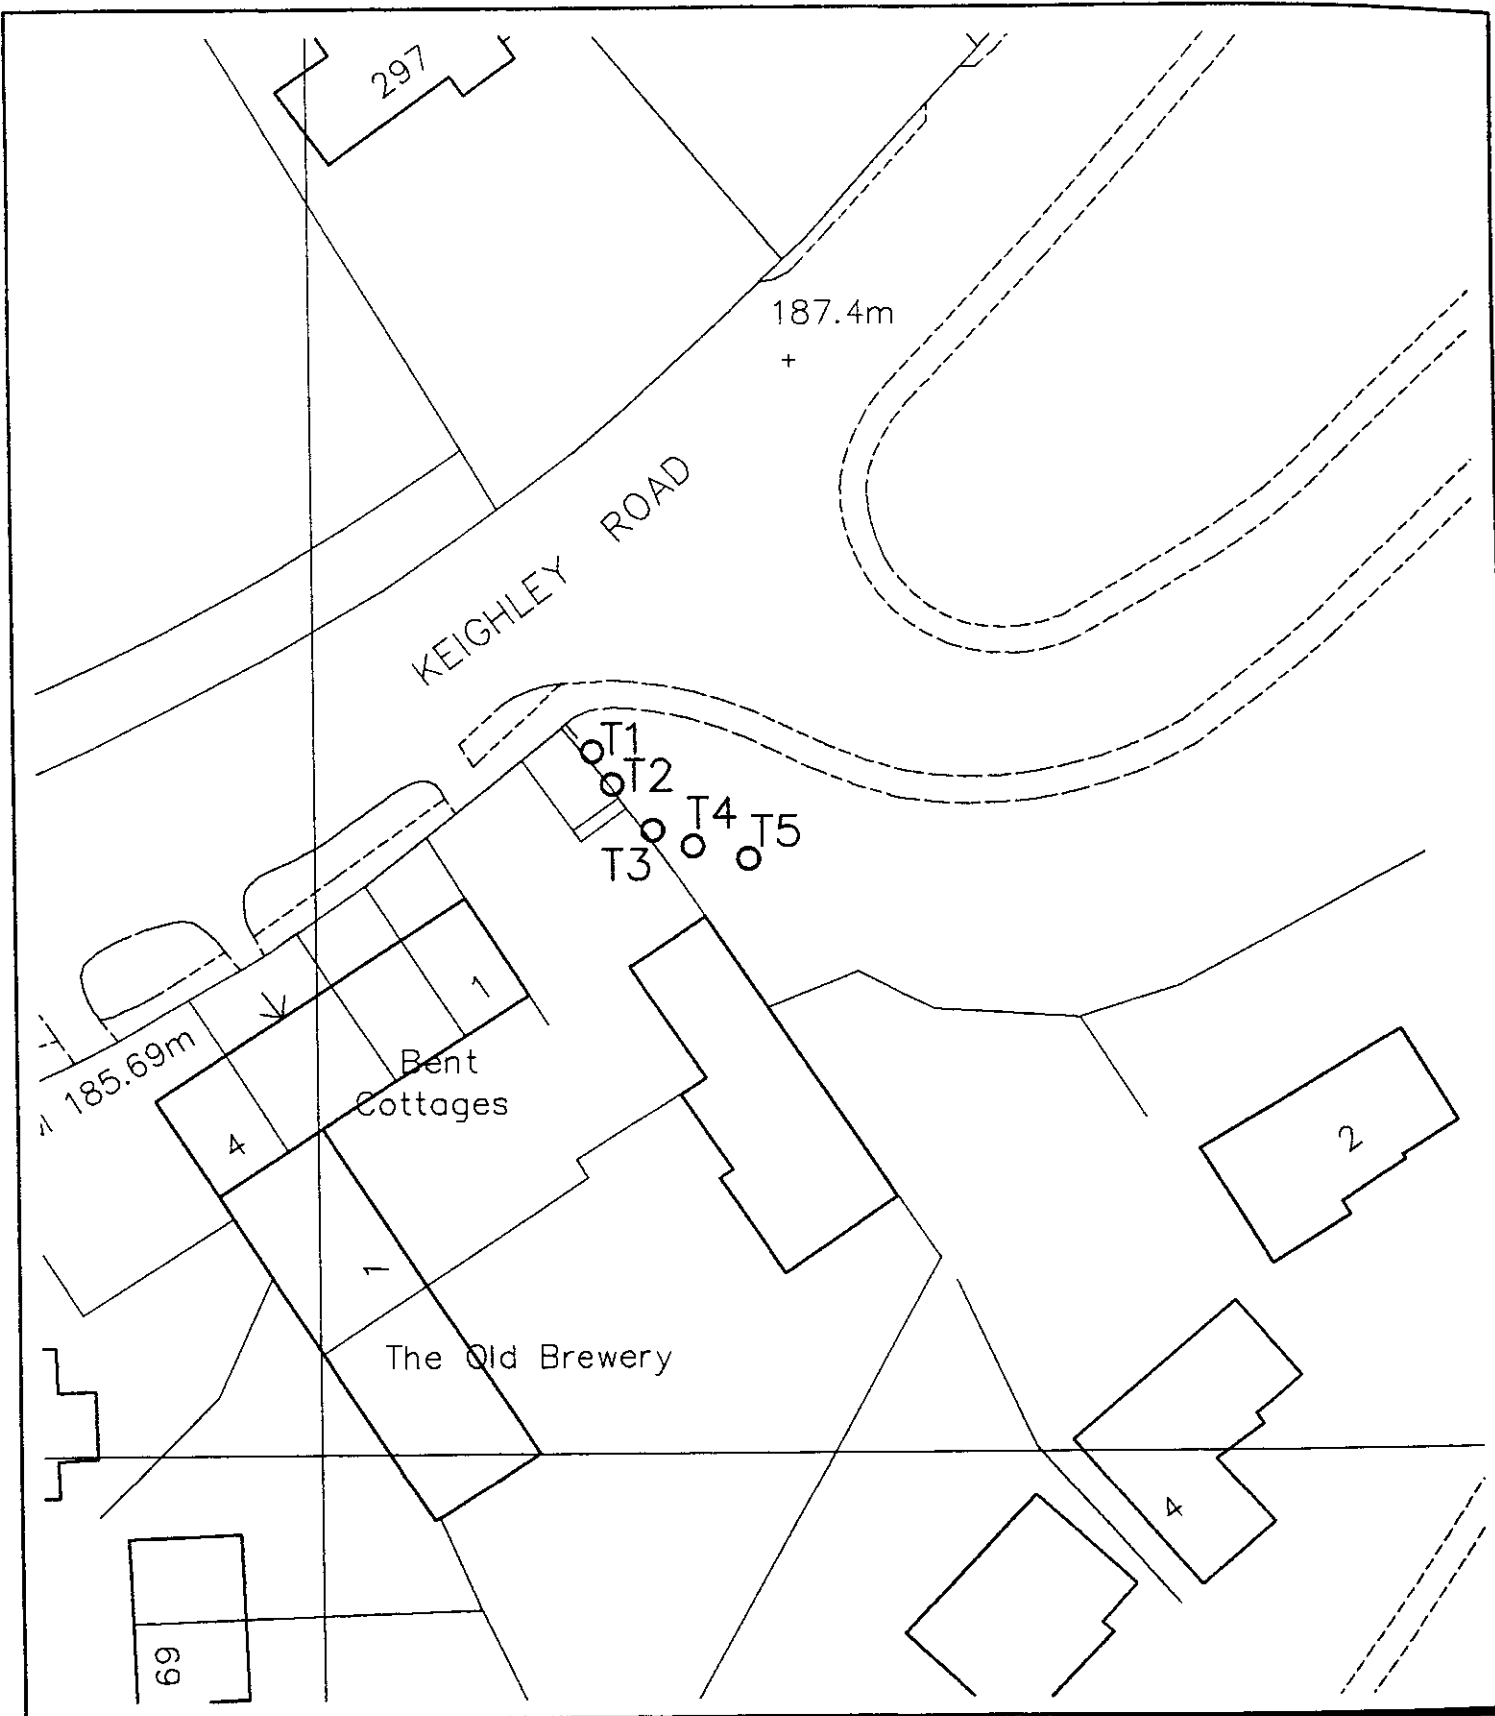 297
187.4m
KEIGHLEY ROAD
T1
T2
T4
T5
T3
1
185.69m
Bent
Cottages
4
2
1
The Old Brewery
4
69